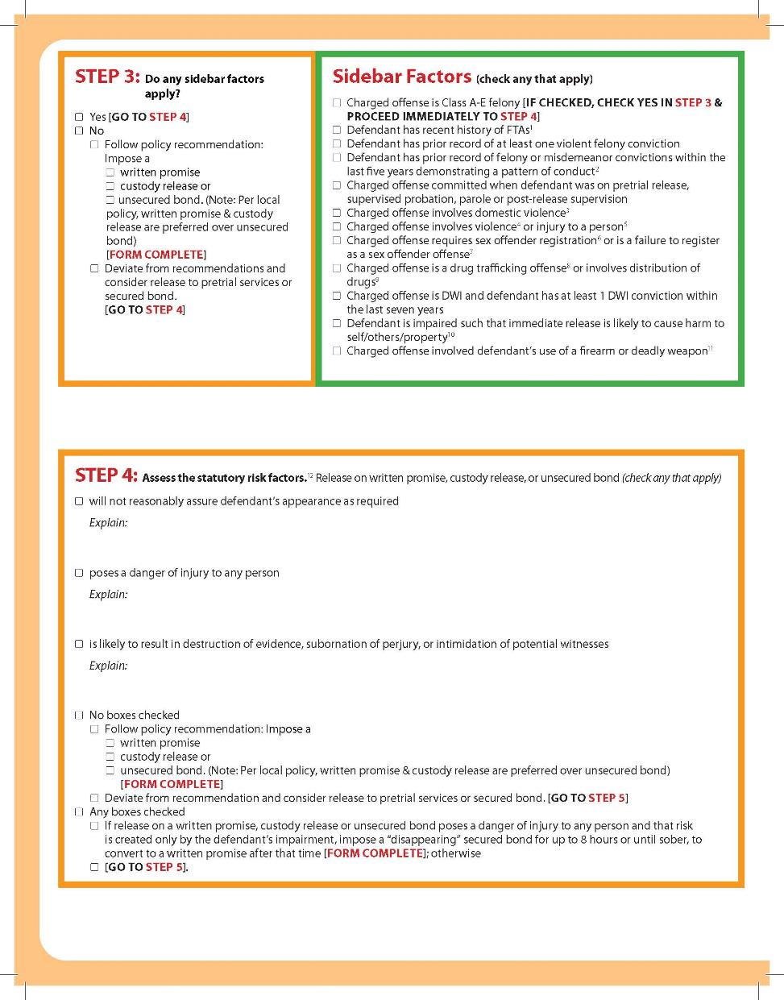 STEP 3: Do any sidebar factors
apply?
☐ Yes [GO TO STEP 4]
☐ No
☐ Follow policy recommendation:
Impose a
☐ written promise
☐ custody release or
☐ unsecured bond. (Note: Per local
policy, written promise & custody
release are preferred over unsecured
bond)
[FORM COMPLETE]
☐ Deviate from recommendations and
consider release to pretrial services or
secured bond.
[GO TO STEP 4]
Sidebar Factors (check any that apply)
☐ Charged offense is Class A-E felony [IF CHECKED, CHECK YES IN STEP 3 &
PROCEED IMMEDIATELY TO STEP 4]
☐ Defendant has recent history of FTAs¹
☐ Defendant has prior record of at least one violent felony conviction
☐ Defendant has prior record of felony or misdemeanor convictions within the
last five years demonstrating a pattern of conduct²
☐ Charged offense committed when defendant was on pretrial release,
supervised probation, parole or post-release supervision
☐ Charged offense involves domestic violence³
☐ Charged offense involves violence⁴ or injury to a person⁵
☐ Charged offense requires sex offender registration⁶ or is a failure to register
as a sex offender offense⁷
☐ Charged offense is a drug trafficking offense⁸ or involves distribution of
drugs⁹
☐ Charged offense is DWI and defendant has at least 1 DWI conviction within
the last seven years
☐ Defendant is impaired such that immediate release is likely to cause harm to
self/others/property¹⁰
☐ Charged offense involved defendant's use of a firearm or deadly weapon¹¹
STEP 4: Assess the statutory risk factors.¹² Release on written promise, custody release, or unsecured bond (check any that apply)
☐ will not reasonably assure defendant's appearance as required
Explain:
☐ poses a danger of injury to any person
Explain:
☐ is likely to result in destruction of evidence, subornation of perjury, or intimidation of potential witnesses
Explain:
☐ No boxes checked
☐ Follow policy recommendation: Impose a
☐ written promise
☐ custody release or
☐ unsecured bond. (Note: Per local policy, written promise & custody release are preferred over unsecured bond)
[FORM COMPLETE]
☐ Deviate from recommendation and consider release to pretrial services or secured bond. [GO TO STEP 5]
☐ Any boxes checked
☐ If release on a written promise, custody release or unsecured bond poses a danger of injury to any person and that risk
is created only by the defendant's impairment, impose a "disappearing" secured bond for up to 8 hours or until sober, to
convert to a written promise after that time [FORM COMPLETE]; otherwise
☐ [GO TO STEP 5].